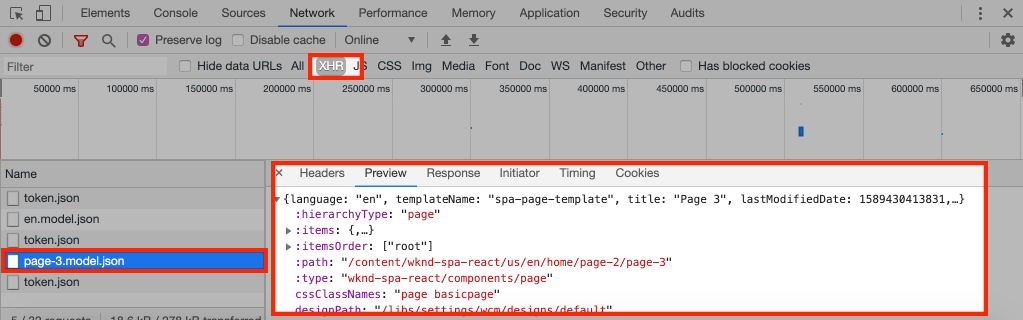 Elements Console Sources Network Performance Memory Application Security Audits
Preserve log Disable cache Online
Filter Hide data URLs All XHR JS CSS Img Media Font Doc WS Manifest Other Has blocked cookies
50000 ms 100000 ms 150000 ms 200000 ms 250000 ms 300000 ms 350000 ms 400000 ms 450000 ms 500000 ms 550000 ms 600000 ms 650000 ms
Name
token.json
en.model.json
token.json
page-3.model.json
token.json
5 / 32 requests 18.6 kB / 278 kB transferred
Headers Preview Response Initiator Timing Cookies
{language: "en", templateName: "spa-page-template", title: "Page 3", lastModifiedDate: 1589430413831,…}
:hierarchyType: "page"
:items: {,…}
:itemsOrder: ["root"]
:path: "/content/wknd-spa-react/us/en/home/page-2/page-3"
:type: "wknd-spa-react/components/page"
cssClassNames: "page basicpage"
designPath: "/libs/settings/wcm/designs/default"